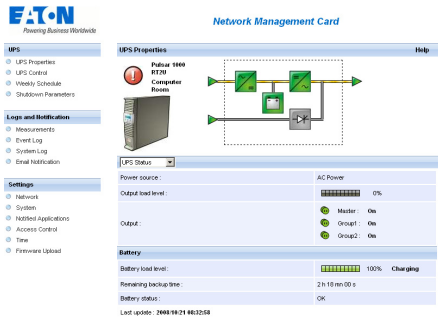 EATON
Powering Business Worldwide
Network Management Card
UPS
UPS Properties
UPS Control
Weekly Schedule
Shutdown Parameters
Logs and Notification
Measurements
Event Log
System Log
Email Notification
Settings
Network
System
Notified Applications
Access Control
Time
Firmware Upload
UPS Properties
Help
Pulsar 1000
RT2U
Computer
Room
UPS Status
Power source :
AC Power
Output load level :
0%
Output :
Master : On
Group1 : On
Group2 : On
Battery
Battery load level :
100% Charging
Remaining backup time :
2 h 18 mn 00 s
Battery status :
OK
Last update : 2008/10/21 08:32:58